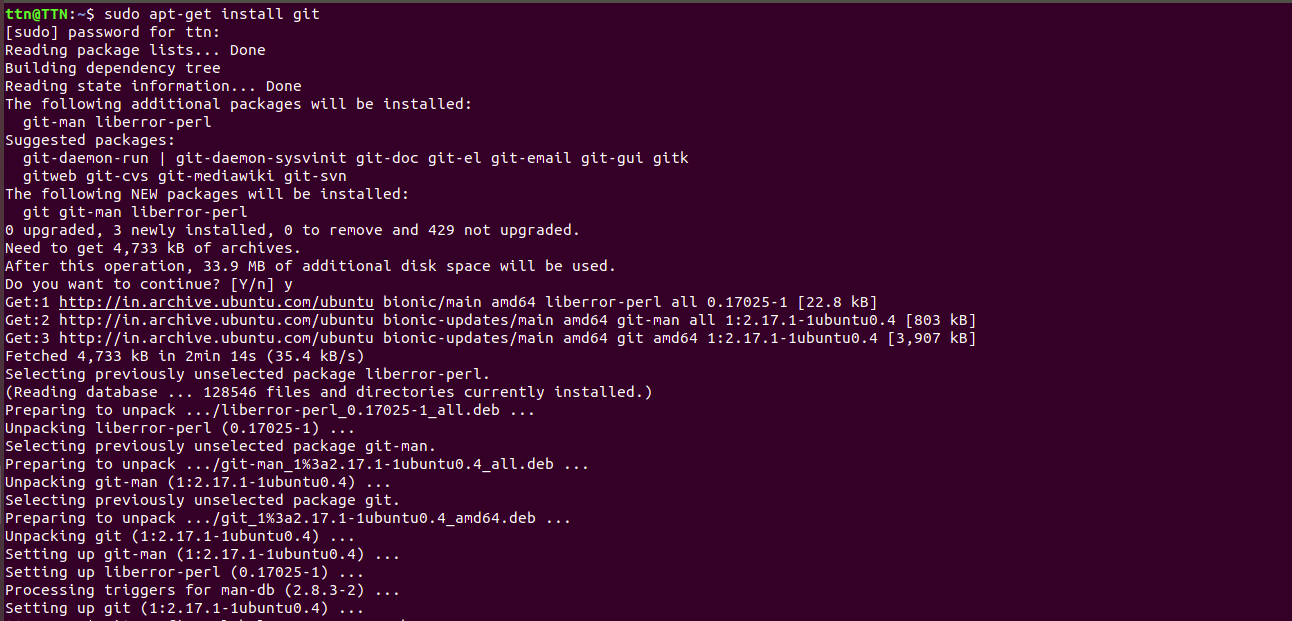 ttn@TTN:~$ sudo apt-get install git
[sudo] password for ttn:
Reading package lists... Done
Building dependency tree
Reading state information... Done
The following additional packages will be installed:
  git-man liberror-perl
Suggested packages:
  git-daemon-run | git-daemon-sysvinit git-doc git-el git-email git-gui gitk
  gitweb git-cvs git-mediawiki git-svn
The following NEW packages will be installed:
  git git-man liberror-perl
0 upgraded, 3 newly installed, 0 to remove and 429 not upgraded.
Need to get 4,733 kB of archives.
After this operation, 33.9 MB of additional disk space will be used.
Do you want to continue? [Y/n] y
Get:1 http://in.archive.ubuntu.com/ubuntu bionic/main amd64 liberror-perl all 0.17025-1 [22.8 kB]
Get:2 http://in.archive.ubuntu.com/ubuntu bionic-updates/main amd64 git-man all 1:2.17.1-1ubuntu0.4 [803 kB]
Get:3 http://in.archive.ubuntu.com/ubuntu bionic-updates/main amd64 git amd64 1:2.17.1-1ubuntu0.4 [3,907 kB]
Fetched 4,733 kB in 2min 14s (35.4 kB/s)
Selecting previously unselected package liberror-perl.
(Reading database ... 128546 files and directories currently installed.)
Preparing to unpack .../liberror-perl_0.17025-1_all.deb ...
Unpacking liberror-perl (0.17025-1) ...
Selecting previously unselected package git-man.
Preparing to unpack .../git-man_1%3a2.17.1-1ubuntu0.4_all.deb ...
Unpacking git-man (1:2.17.1-1ubuntu0.4) ...
Selecting previously unselected package git.
Preparing to unpack .../git_1%3a2.17.1-1ubuntu0.4_amd64.deb ...
Unpacking git (1:2.17.1-1ubuntu0.4) ...
Setting up git-man (1:2.17.1-1ubuntu0.4) ...
Setting up liberror-perl (0.17025-1) ...
Processing triggers for man-db (2.8.3-2) ...
Setting up git (1:2.17.1-1ubuntu0.4) ...